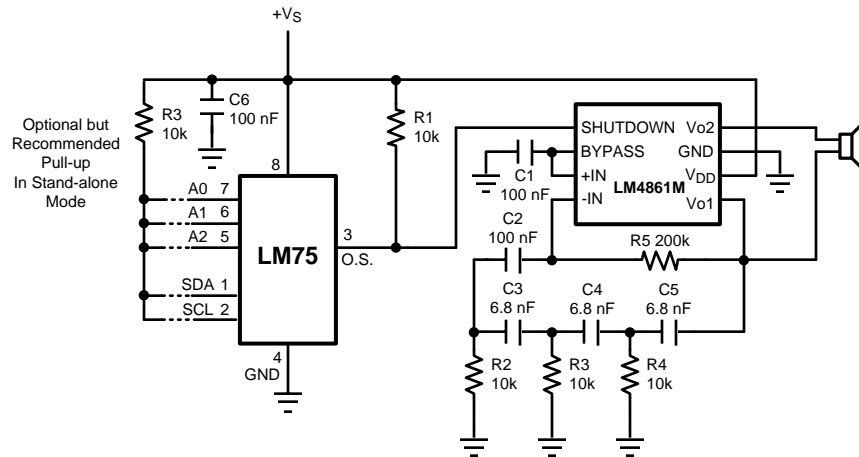 +VS
C6
100 nF
R3
10k
R1
10k
Optional but
Recommended
Pull-up
In Stand-alone
Mode
SHUTDOWN
BYPASS
+IN
-IN
Vo2
GND
VDD
Vo1
LM4861M
C1
100 nF
8
A0 7
A1 6
A2 5
SDA 1
SCL 2
LM75
3
O.S.
4
GND
C2
100 nF
R5 200k
C3
6.8 nF
C4
6.8 nF
C5
6.8 nF
R2
10k
R3
10k
R4
10k